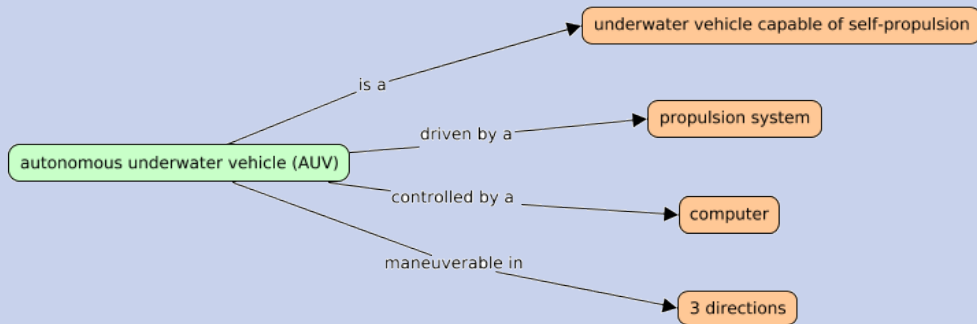 underwater vehicle capable of self-propulsion
is a
propulsion system
driven by a
autonomous underwater vehicle (AUV)
controlled by a
computer
maneuverable in
3 directions